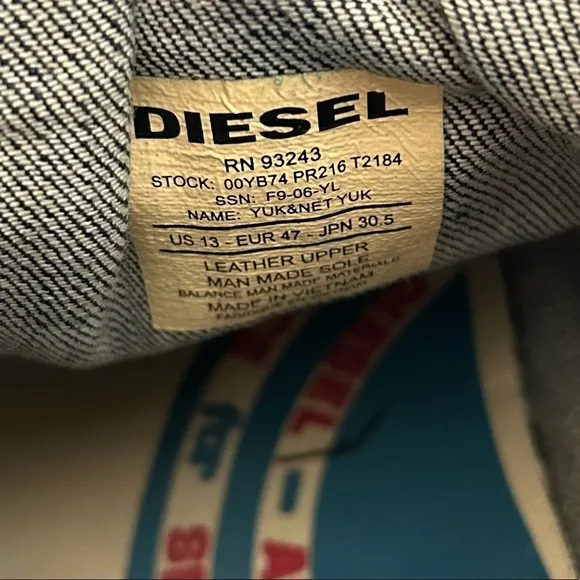 DIESEL
RN 93243
STOCK: 00YB74 PR216 T2184
SSN: F9-06-YL
NAME: YUK&NET YUK
US 13 - EUR 47 - JPN 30.5
LEATHER UPPER
MAN MADE SOLE
BALANCE MAN MADE MATERIALS
MADE IN VIETNAM
for